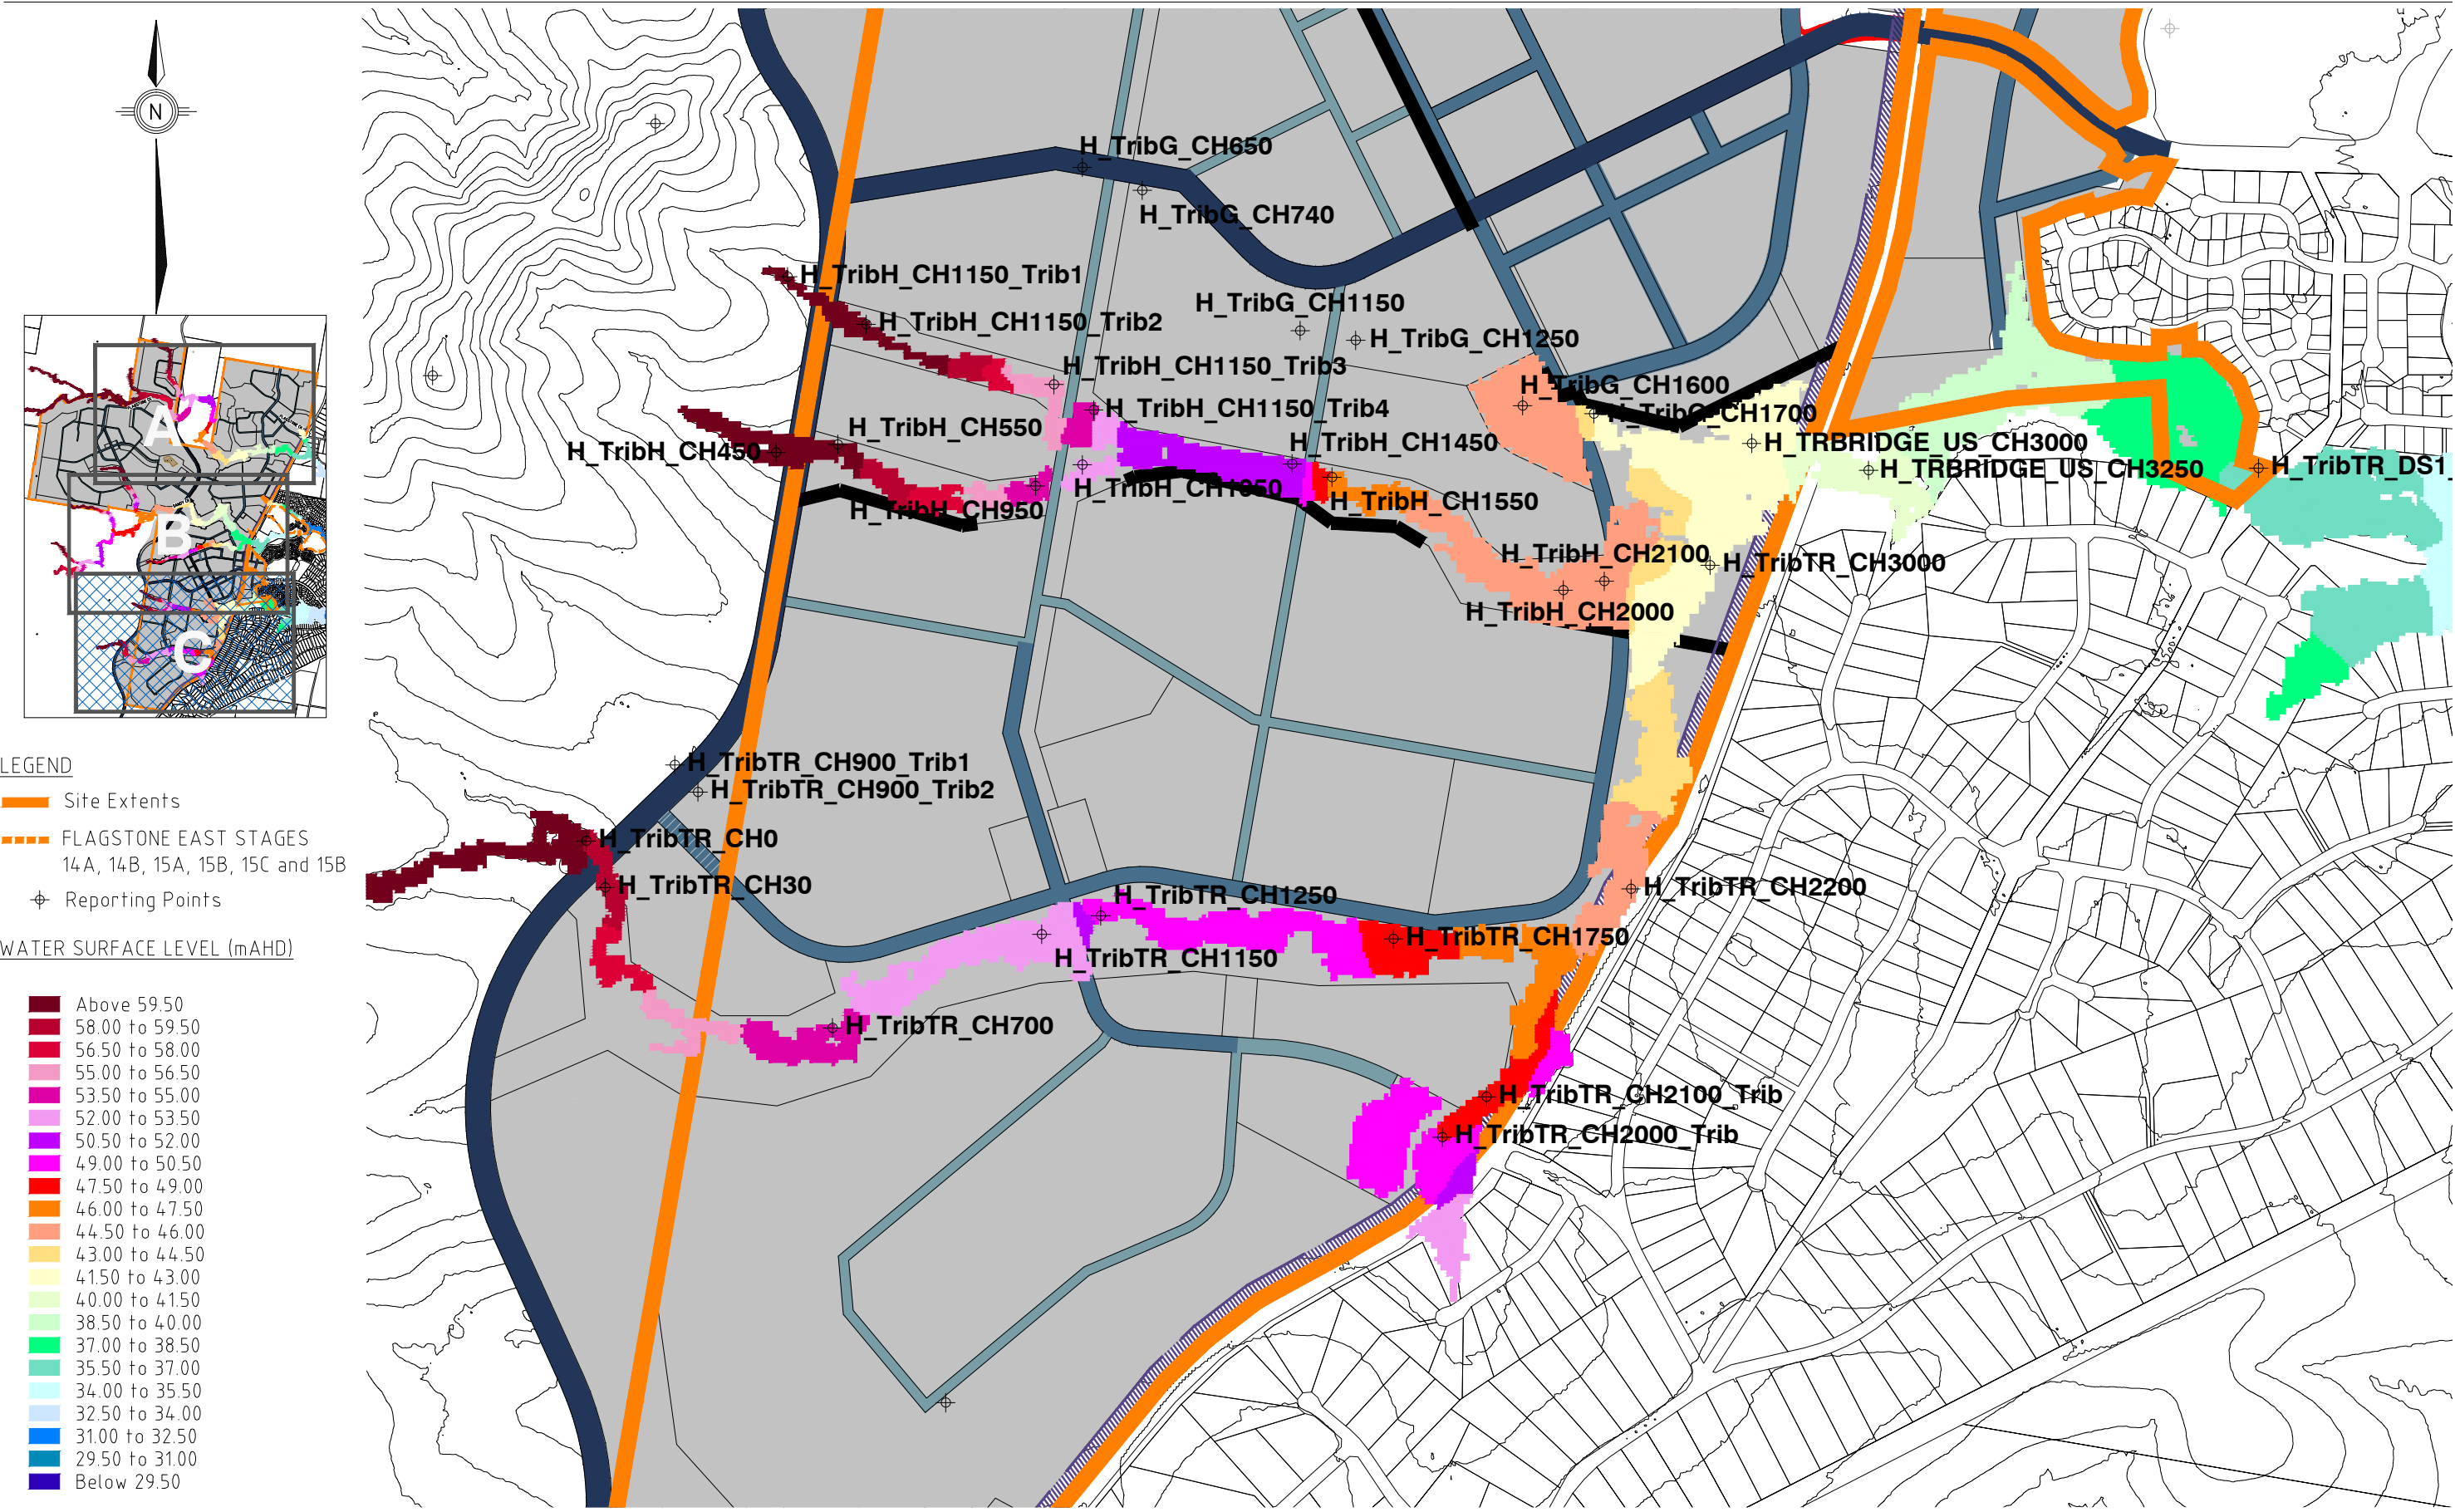 N
A
B
C
LEGEND
Site Extents
FLAGSTONE EAST STAGES
14A, 14B, 15A, 15B, 15C and 15B
Reporting Points
WATER SURFACE LEVEL (mAHD)
Above 59.50
58.00 to 59.50
56.50 to 58.00
55.00 to 56.50
53.50 to 55.00
52.00 to 53.50
50.50 to 52.00
49.00 to 50.50
47.50 to 49.00
46.00 to 47.50
44.50 to 46.00
43.00 to 44.50
41.50 to 43.00
40.00 to 41.50
38.50 to 40.00
37.00 to 38.50
35.50 to 37.00
34.00 to 35.50
32.50 to 34.00
31.00 to 32.50
29.50 to 31.00
Below 29.50
H_TribG_CH650
H_TribG_CH740
H_TribH_CH1150_Trib1
H_TribG_CH1150
H_TribH_CH1150_Trib2
H_TribG_CH1250
H_TribH_CH1150_Trib3
H_TribG_CH1600
H_TribH_CH1150_Trib4
H_TribG_CH1700
H_TribH_CH550
H_TribH_CH1450
H_TRBRIDGE_US_CH3000
H_TribH_CH450
H_TRBRIDGE_US_CH3250
H_TribTR_DS1_
H_TribH_CH1350
H_TribH_CH1550
H_TribH_CH950
H_TribH_CH2100
H_TribTR_CH3000
H_TribH_CH2000
H_TribTR_CH900_Trib1
H_TribTR_CH900_Trib2
H_TribTR_CH0
H_TribTR_CH30
H_TribTR_CH2200
H_TribTR_CH1250
H_TribTR_CH1750
H_TribTR_CH1150
H_TribTR_CH700
H_TribTR_CH2100_Trib
H_TribTR_CH2000_Trib